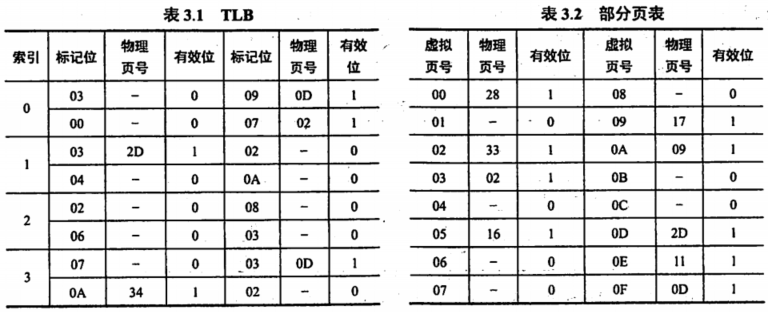 表 3.1 TLB
索引 标记位 物理页号 有效位 标记位 物理页号 有效位
0 03 – 0 09 0D 1
00 – 0 07 02 1
1 03 2D 1 02 – 0
04 – 0 0A – 0
2 02 – 0 08 – 0
06 – 0 03 – 0
3 07 – 0 03 0D 1
0A 34 1 02 – 0
表 3.2 部分页表
虚拟页号 物理页号 有效位 虚拟页号 物理页号 有效位
00 28 1 08 – 0
01 – 0 09 17 1
02 33 1 0A 09 1
03 02 1 0B – 0
04 – 0 0C – 0
05 16 1 0D 2D 1
06 – 0 0E 11 1
07 – 0 0F 0D 1